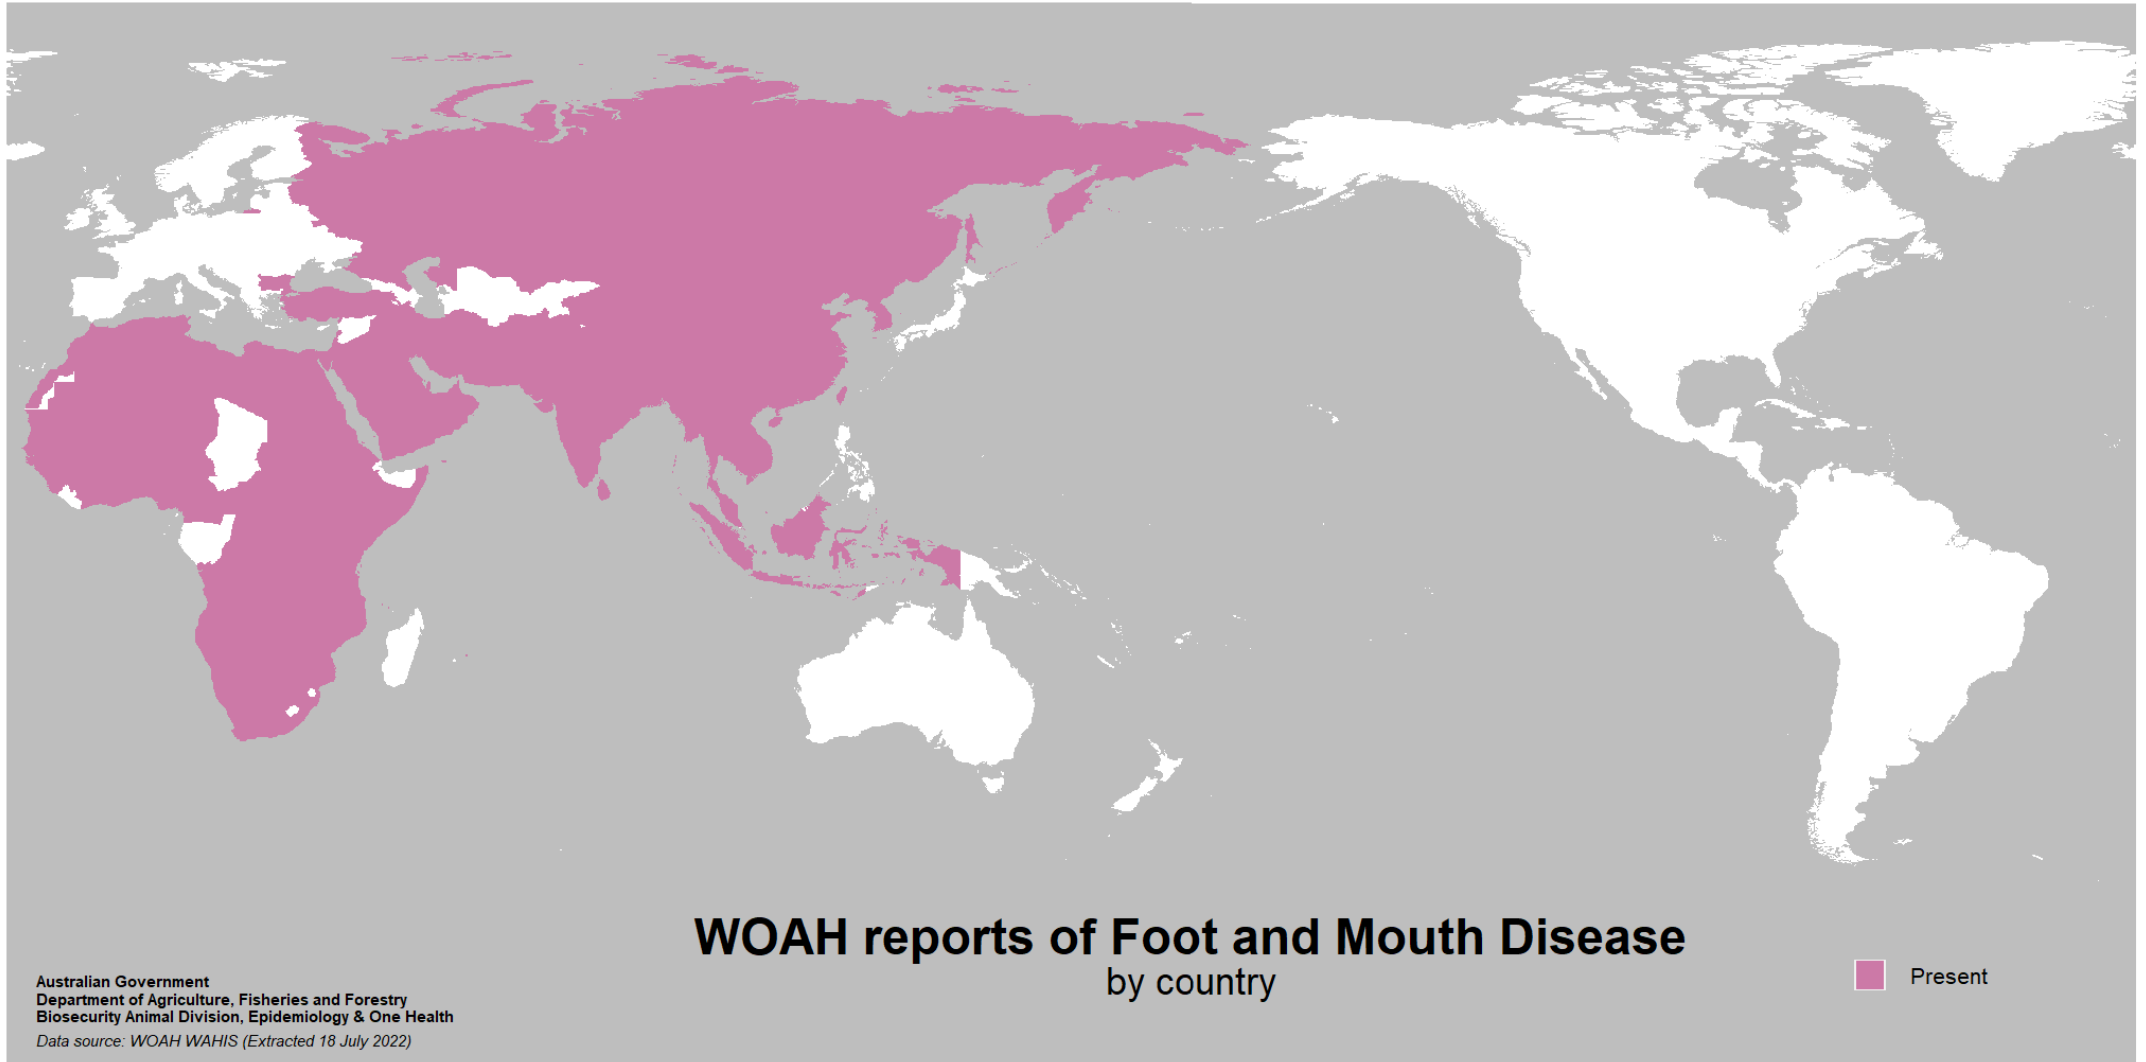 WOAH reports of Foot and Mouth Disease
by country
Present
Australian Government
Department of Agriculture, Fisheries and Forestry
Biosecurity Animal Division, Epidemiology & One Health
Data source: WOAH WAHIS (Extracted 18 July 2022)